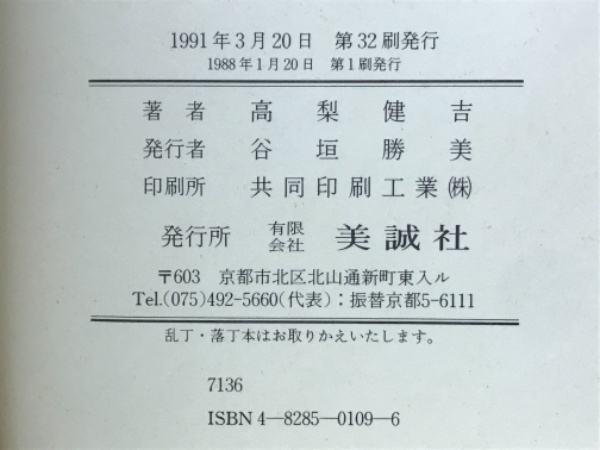 1991年3月20日 第32刷発行
1988年1月20日 第1刷発行
著者 高梨健吉
発行者 谷垣勝美
印刷所 共同印刷工業㈱
発行所 有限会社 美誠社
〒603 京都市北区北山通新町東入ル
Tel.(075)492-5660(代表):振替京都5-6111
乱丁・落丁本はお取りかえいたします。
7136
ISBN 4—8285—0109—6